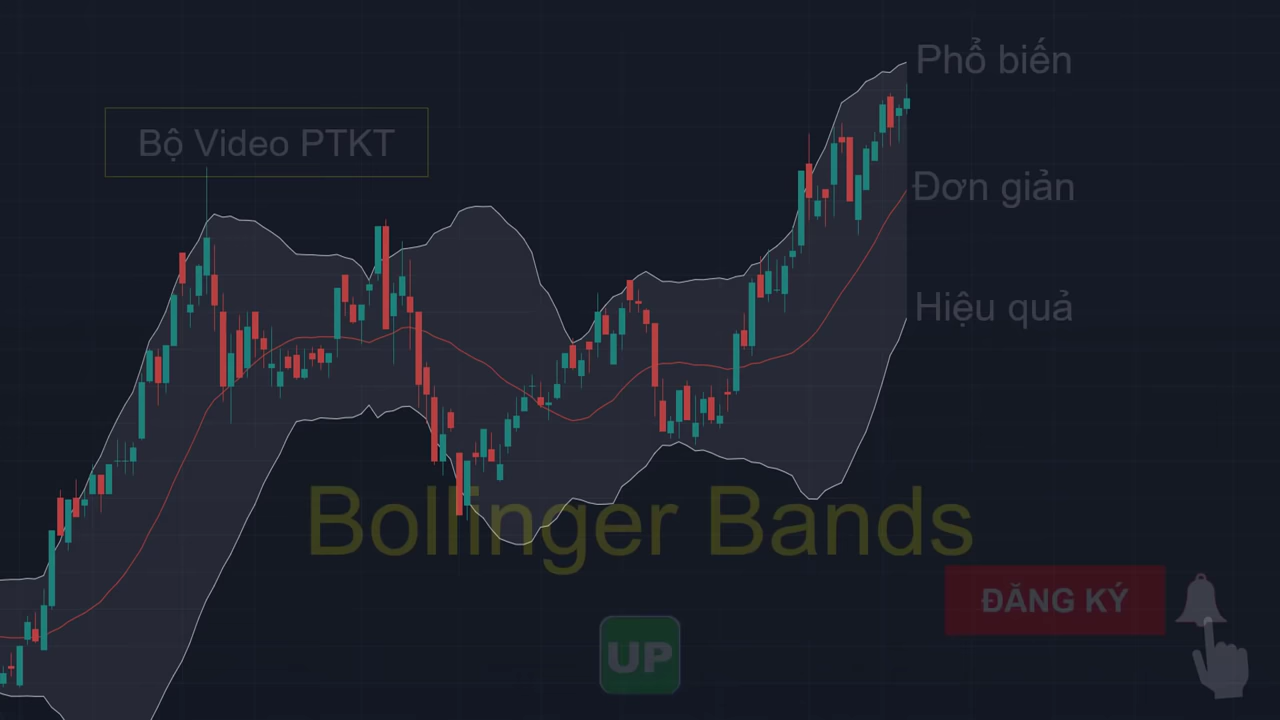 Phổ biến
Bộ Video PTKT
Đơn giản
Hiệu quả
Bollinger Bands
ĐĂNG KÝ
UP